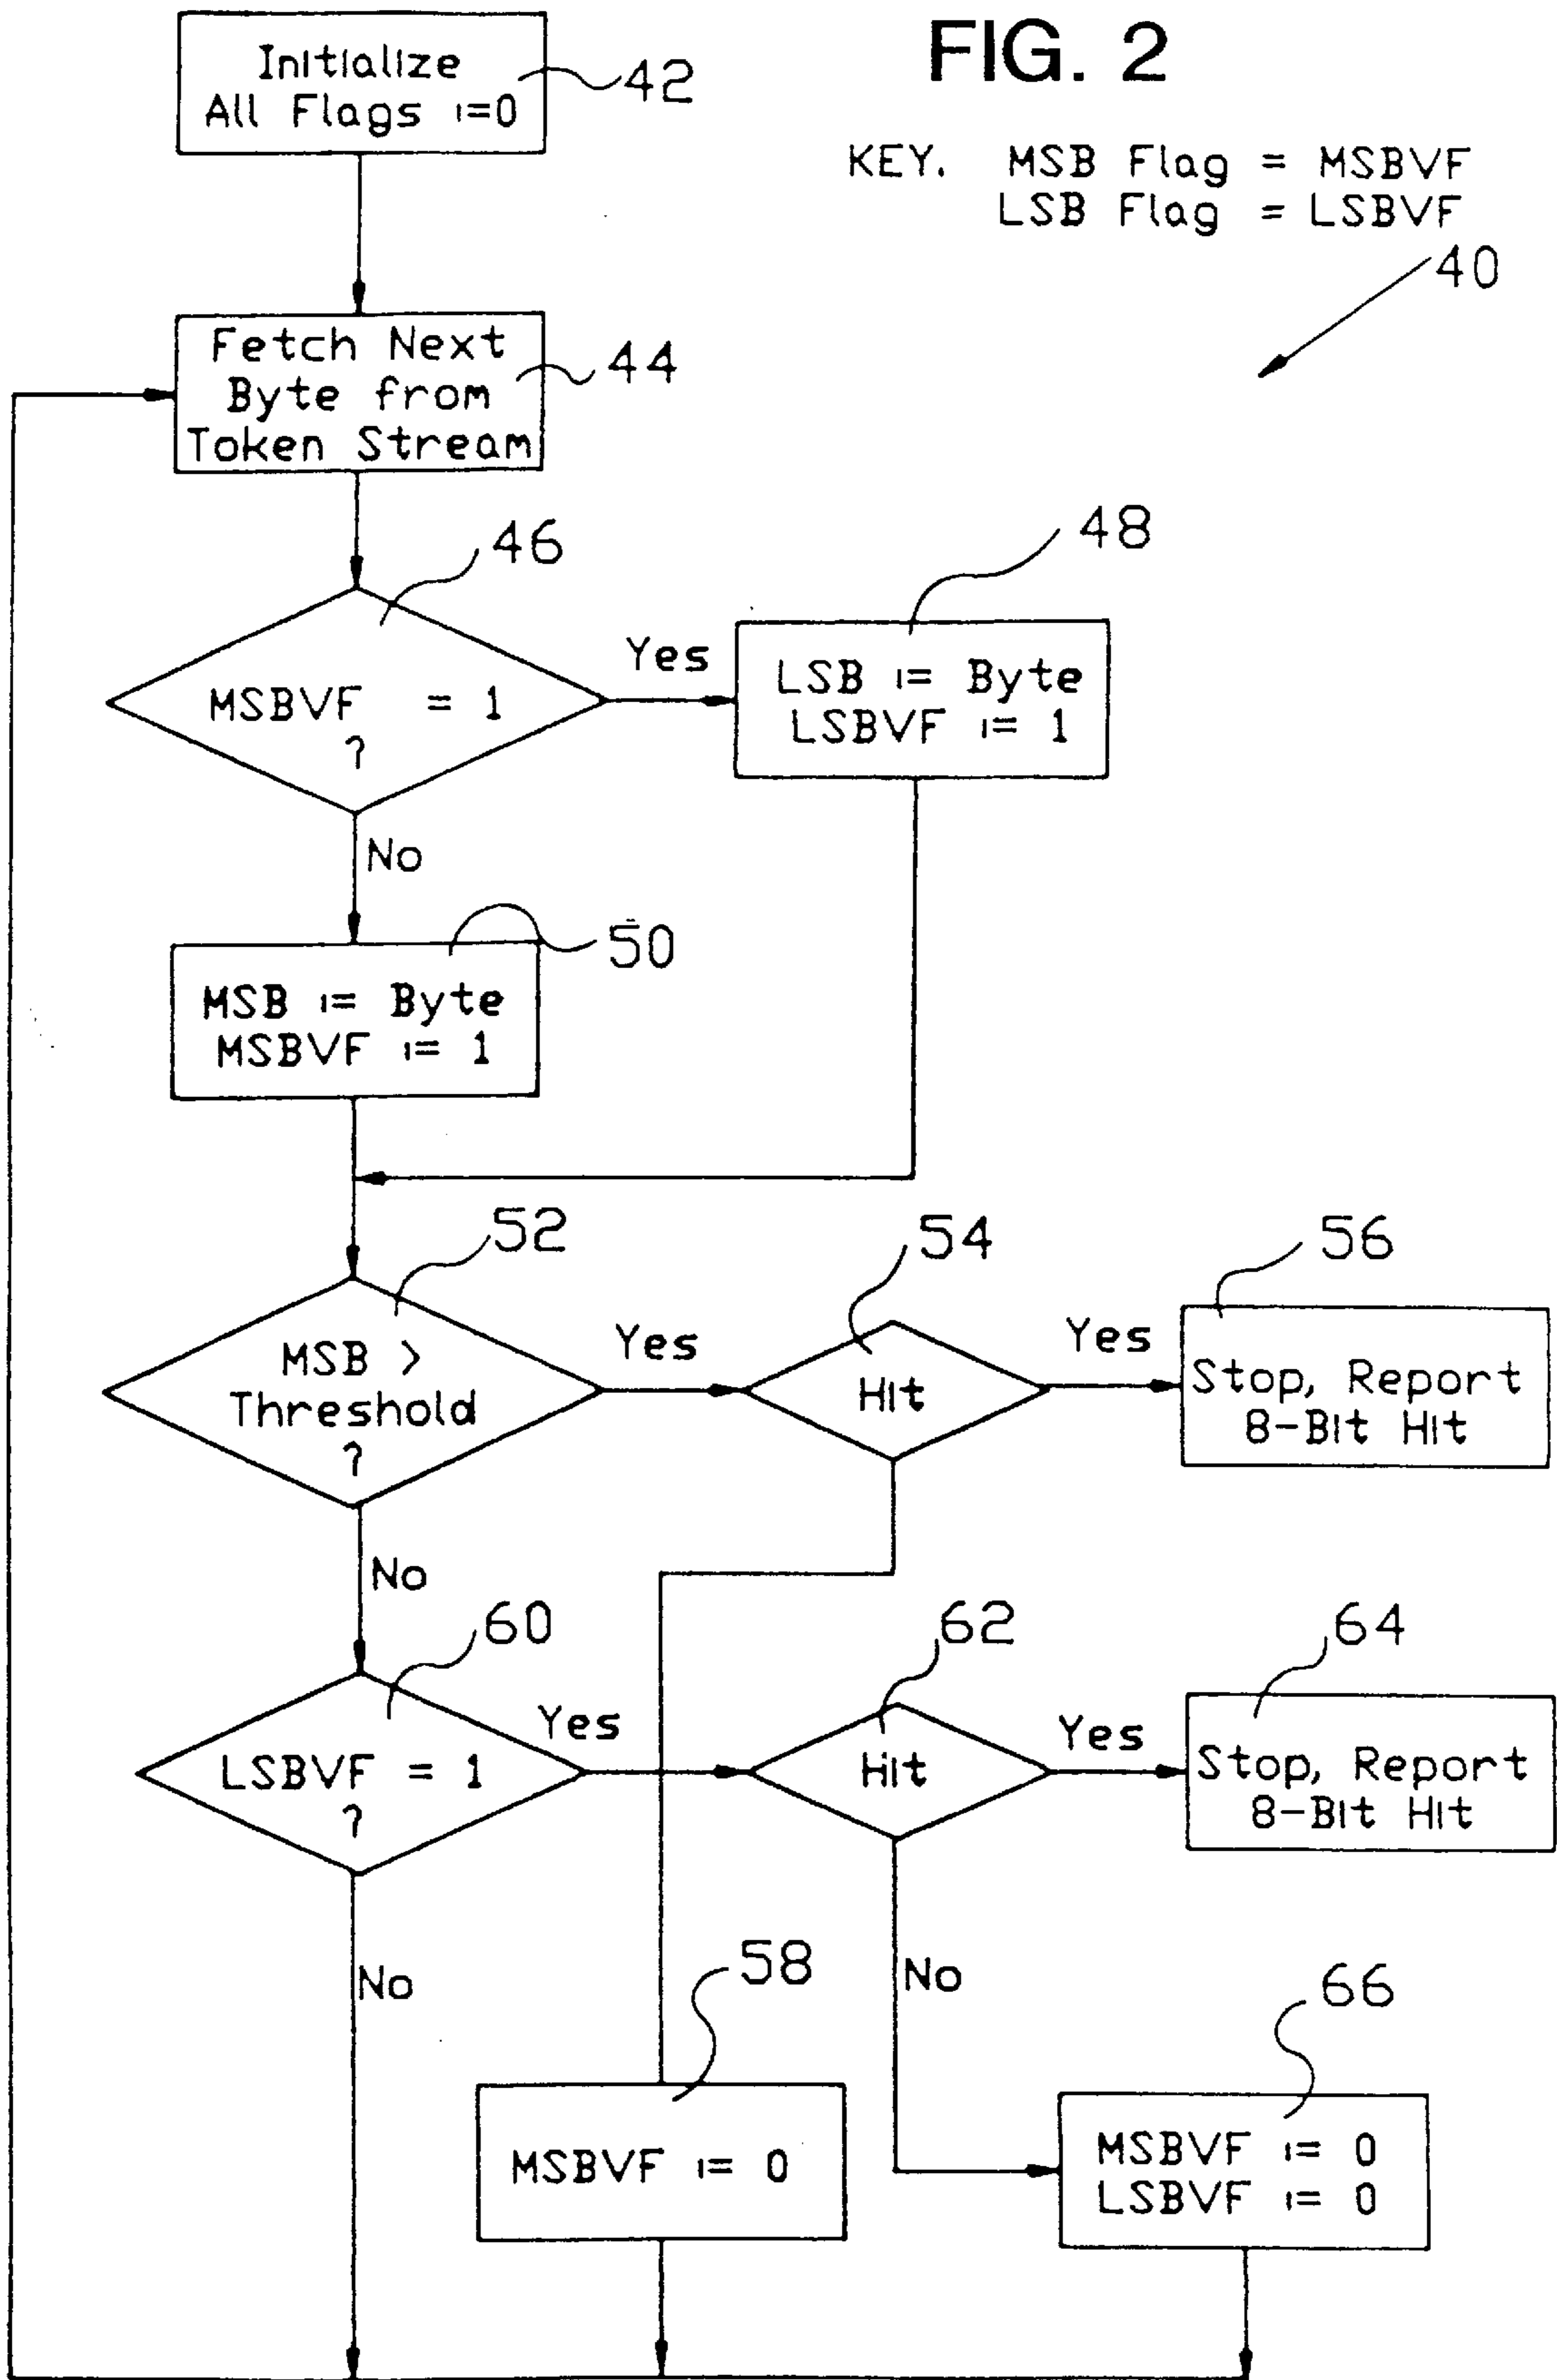 FIG. 2
KEY. MSB Flag = MSBVF
LSB Flag = LSBVF
40
Initialize
All Flags := 0
42
Fetch Next
Byte from
Token Stream
44
46
MSBVF = 1
?
Yes
48
LSB := Byte
LSBVF := 1
No
50
MSB := Byte
MSBVF := 1
52
MSB >
Threshold
?
Yes
54
Hit
Yes
56
Stop, Report
8-Bit Hit
No
60
LSBVF = 1
?
Yes
62
Hit
Yes
64
Stop, Report
8-Bit Hit
No
58
MSBVF := 0
No
66
MSBVF := 0
LSBVF := 0